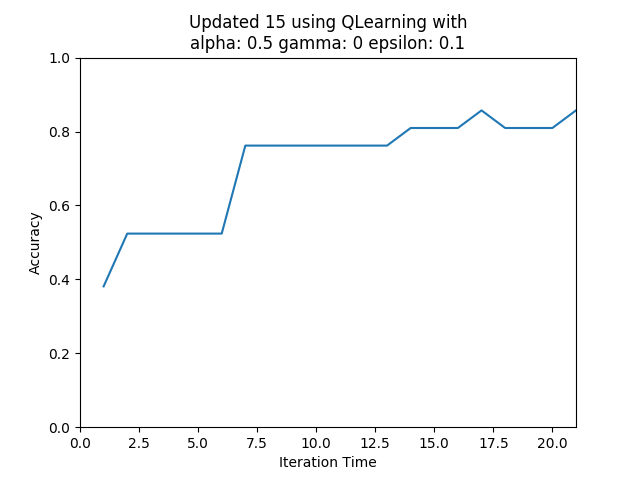 Updated 15 using QLearning with
alpha: 0.5 gamma: 0 epsilon: 0.1
1.0
0.8
0.6
0.4
0.2
0.0
Accuracy
0.0 2.5 5.0 7.5 10.0 12.5 15.0 17.5 20.0
Iteration Time